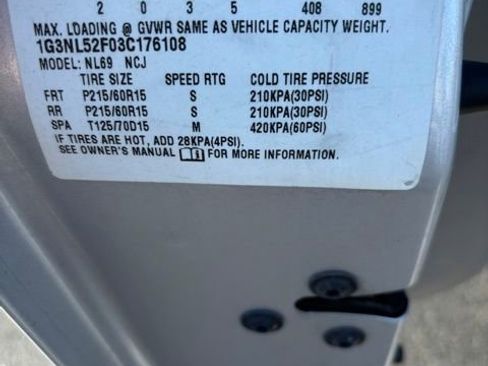 2 0 3 5 408 899
MAX. LOADING @ GVWR SAME AS VEHICLE CAPACITY WEIGHT.
1G3NL52F03C176108
MODEL: NL69 NCJ
TIRE SIZE SPEED RTG COLD TIRE PRESSURE
FRT P215/60R15 S 210KPA(30PSI)
RR P215/60R15 S 210KPA(30PSI)
SPA T125/70D15 M 420KPA(60PSI)
IF TIRES ARE HOT, ADD 28KPA(4PSI).
SEE OWNER'S MANUAL FOR MORE INFORMATION.